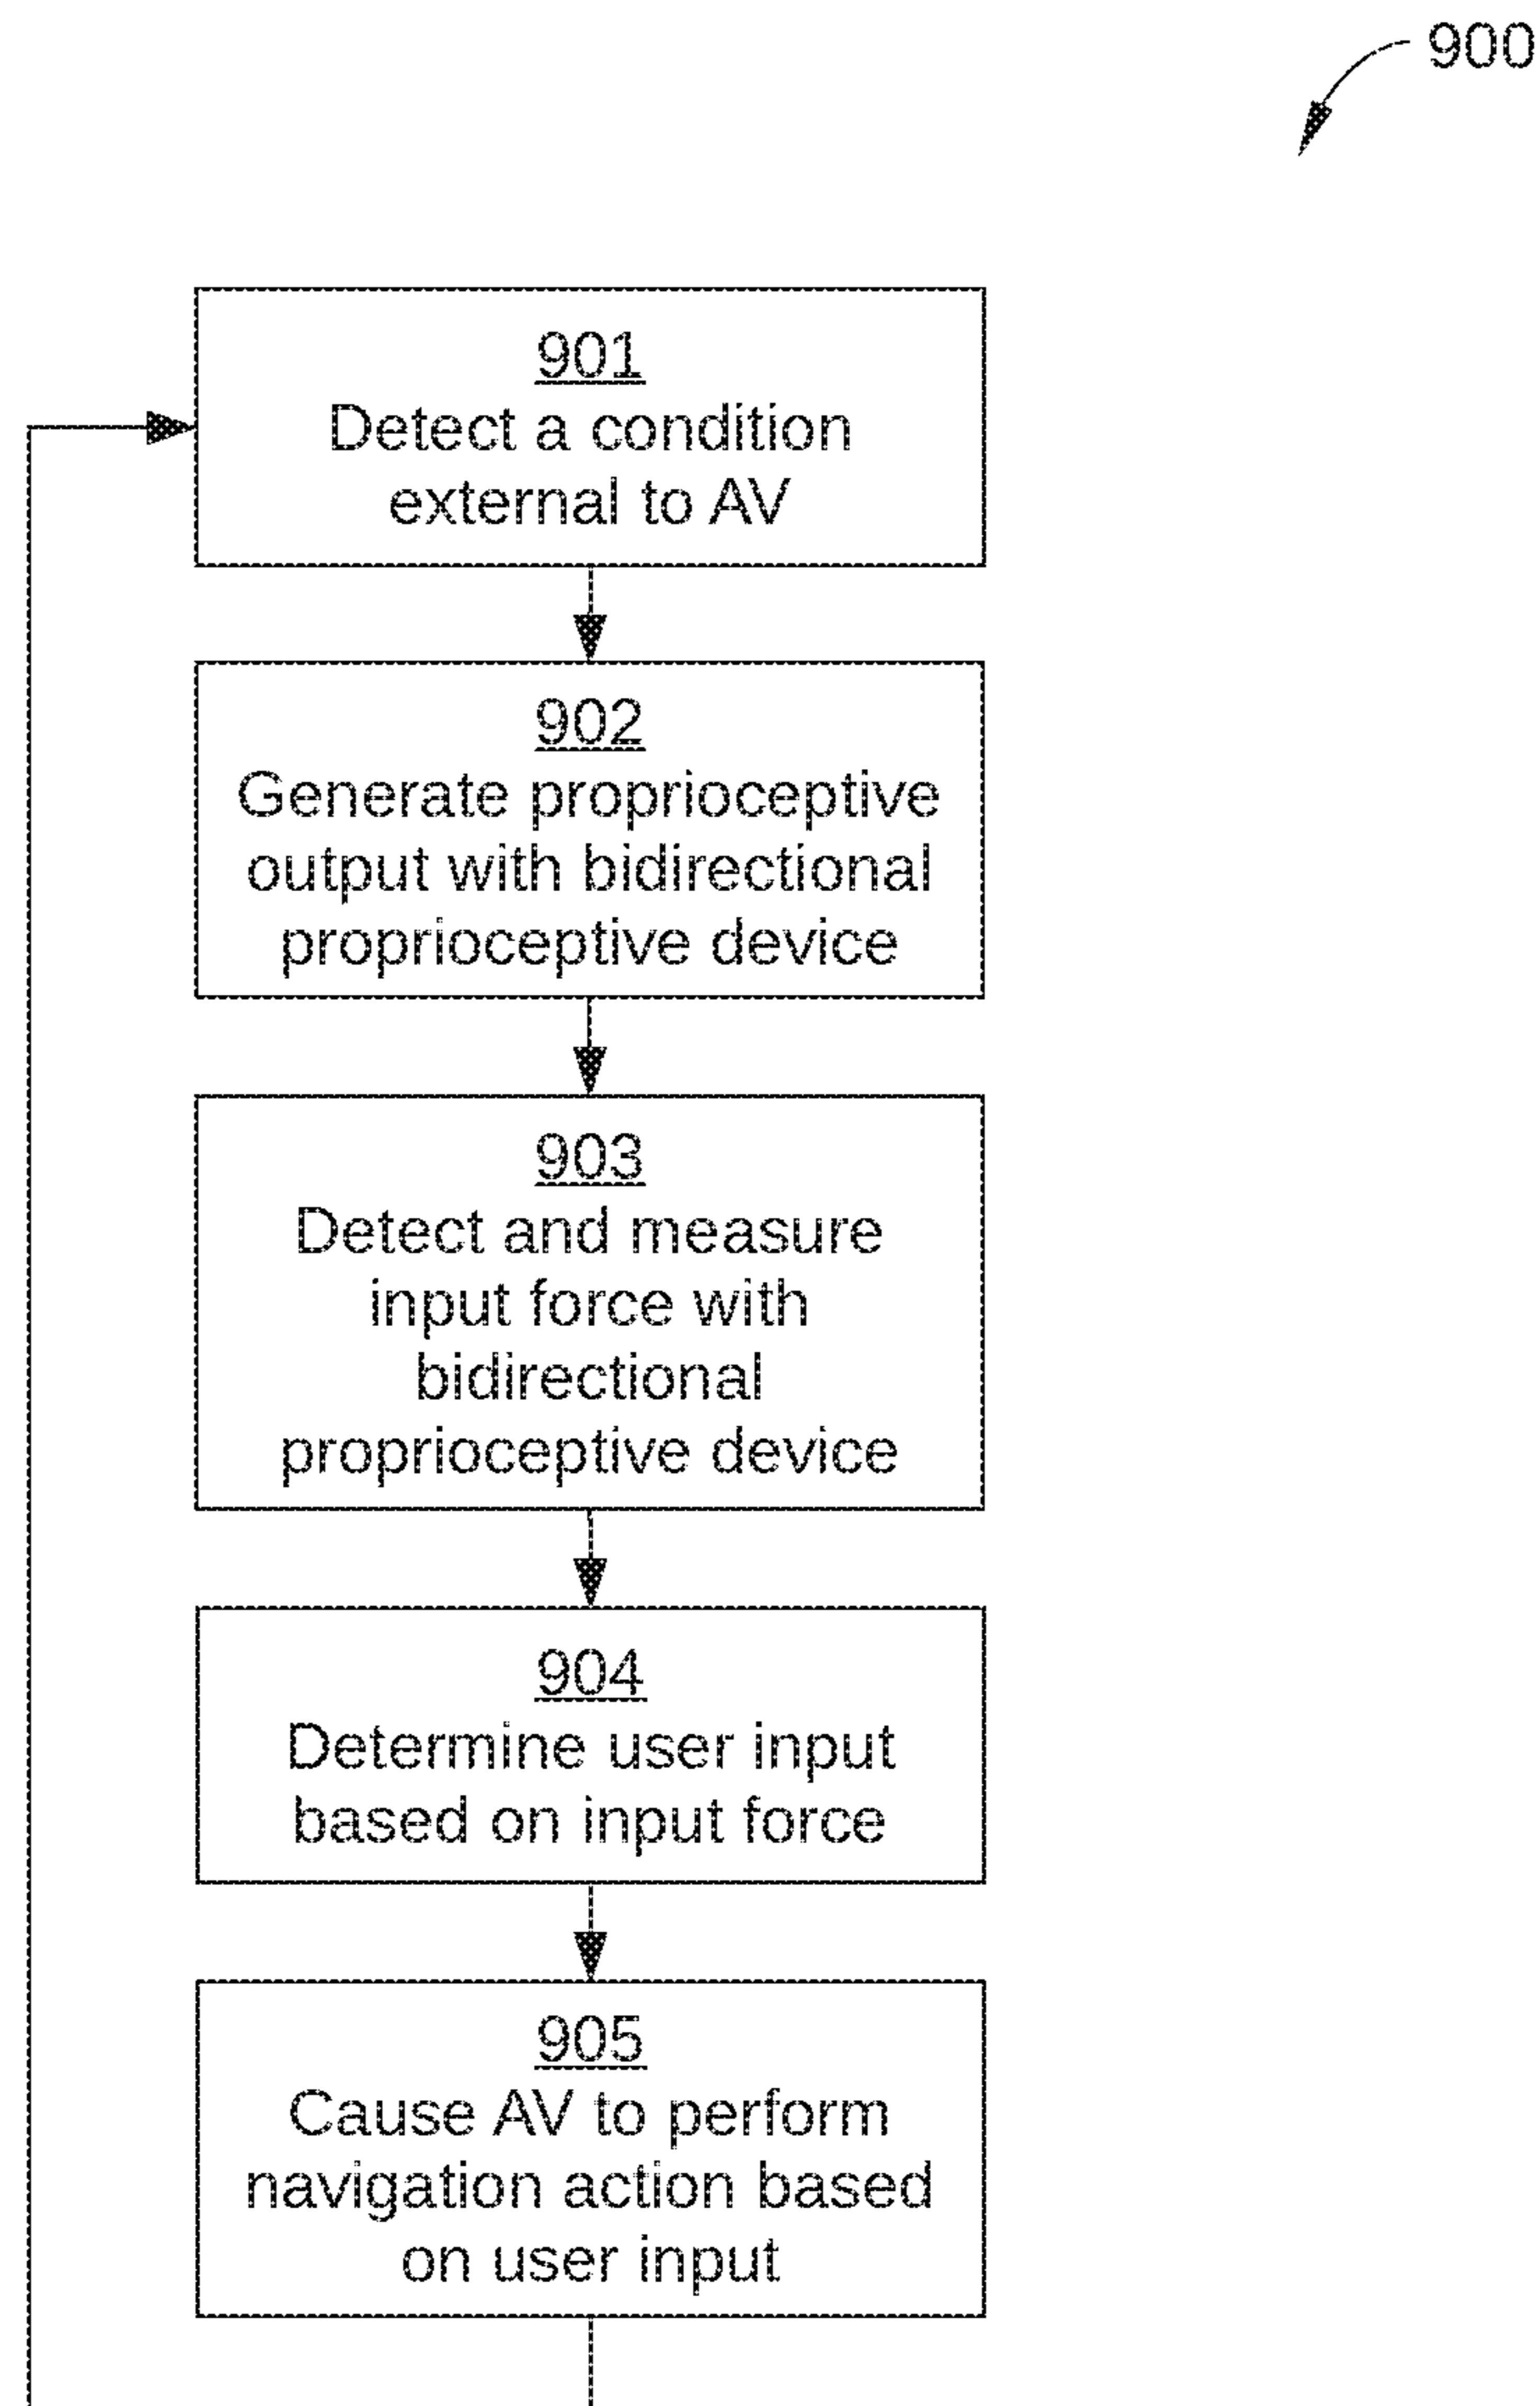 900
901
Detect a condition
external to AV
902
Generate proprioceptive
output with bidirectional
proprioceptive device
903
Detect and measure
input force with
bidirectional
proprioceptive device
904
Determine user input
based on input force
905
Cause AV to perform
navigation action based
on user input